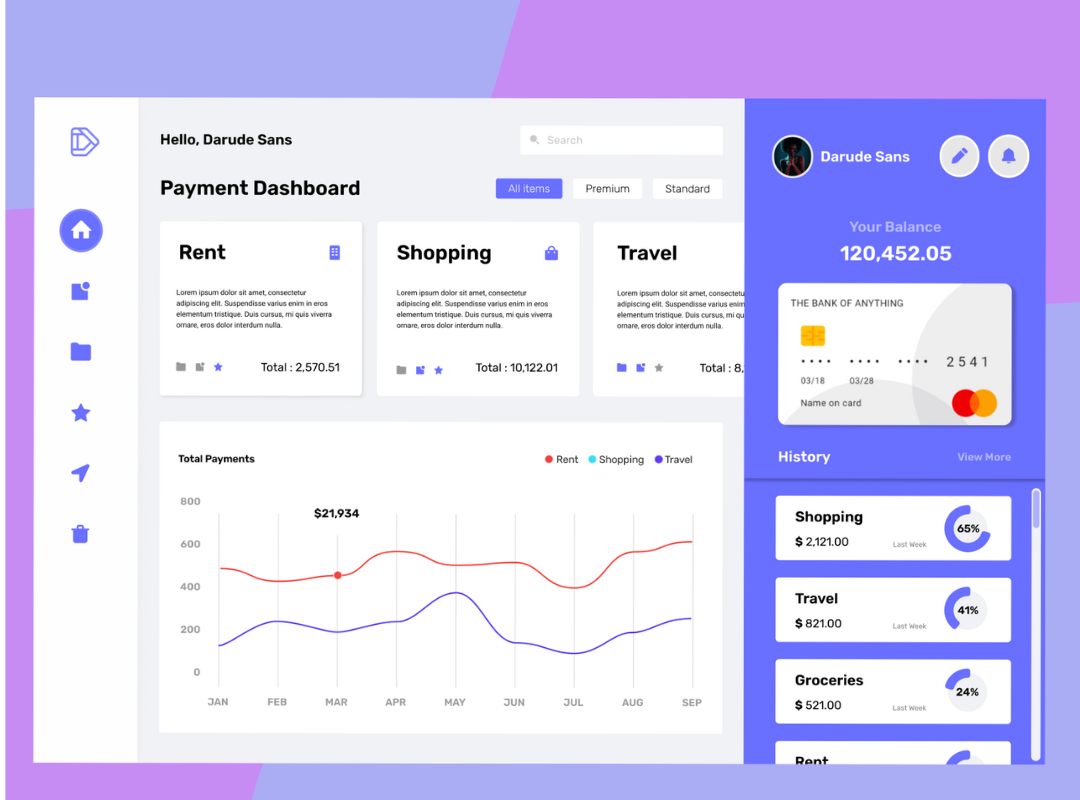 Hello, Darude Sans
Search
Payment Dashboard
All items
Premium
Standard
Rent
Lorem ipsum dolor sit amet, consectetur
adipiscing elit. Suspendisse varius enim in eros
elementum tristique. Duis cursus, mi quis viverra
ornare, eros dolor interdum nulla.
Total : 2,570.51
Shopping
Lorem ipsum dolor sit amet, consectetur
adipiscing elit. Suspendisse varius enim in eros
elementum tristique. Duis cursus, mi quis viverra
ornare, eros dolor interdum nulla.
Total : 10,122.01
Travel
Lorem ipsum dolor sit amet, consectetur
adipiscing elit. Suspendisse varius enim in
elementum tristique. Duis cursus, mi quis
ornare, eros dolor interdum nulla.
Total : 8,
Total Payments
Rent
Shopping
Travel
800
600
400
200
0
$21,934
JAN
FEB
MAR
APR
MAY
JUN
JUL
AUG
SEP
Darude Sans
Your Balance
120,452.05
THE BANK OF ANYTHING
•••• •••• •••• 2541
03/18
03/28
Name on card
History
View More
Shopping
$ 2,121.00
Last Week
65%
Travel
$ 821.00
Last Week
41%
Groceries
$ 521.00
Last Week
24%
Rent